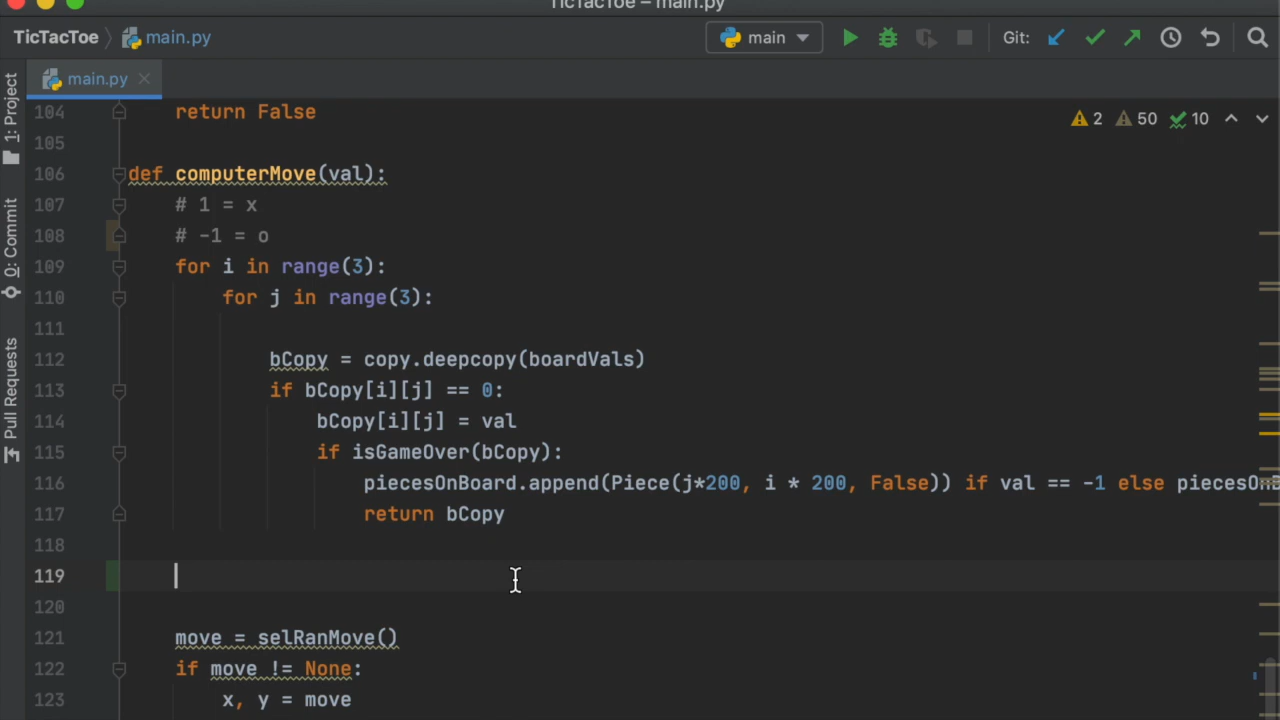 TicTacToe – main.py
TicTacToe main.py
main
Git:
main.py
1: Project
0: Commit
Pull Requests
2 50 10
104 return False
105
106 def computerMove(val):
107 # 1 = x
108 # -1 = o
109 for i in range(3):
110 for j in range(3):
111
112 bCopy = copy.deepcopy(boardVals)
113 if bCopy[i][j] == 0:
114 bCopy[i][j] = val
115 if isGameOver(bCopy):
116 piecesOnBoard.append(Piece(j*200, i * 200, False)) if val == -1 else
117 return bCopy
118
119
120
121 move = selRanMove()
122 if move != None:
123 x, y = move